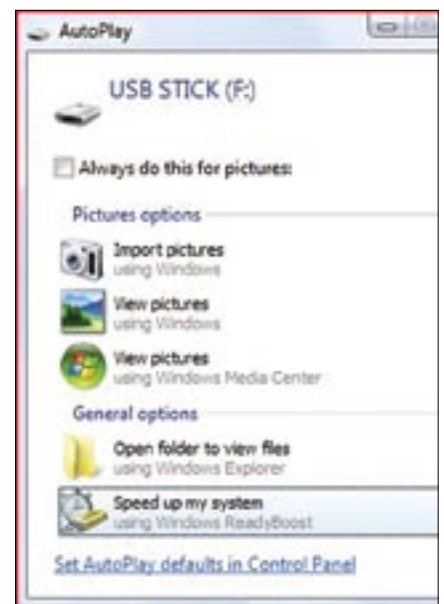 AutoPlay
USB STICK (F:)
Always do this for pictures:
Pictures options
Import pictures
using Windows
View pictures
using Windows
View pictures
using Windows Media Center
General options
Open folder to view files
using Windows Explorer
Speed up my system
using Windows ReadyBoost
Set AutoPlay defaults in Control Panel